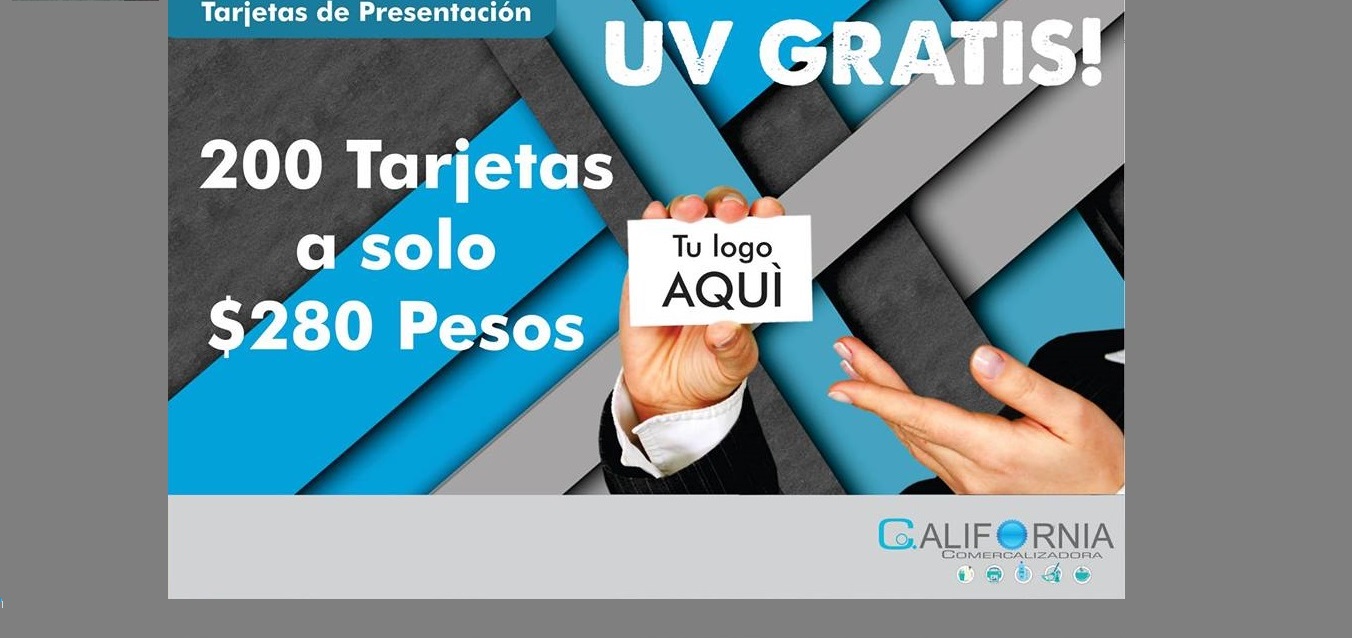 Tarjetas de Presentación
UV GRATIS!
200 Tarjetas
a solo
$280 Pesos
Tu logo
AQUÌ
CALIFORNIA
COMERCALIZADORA